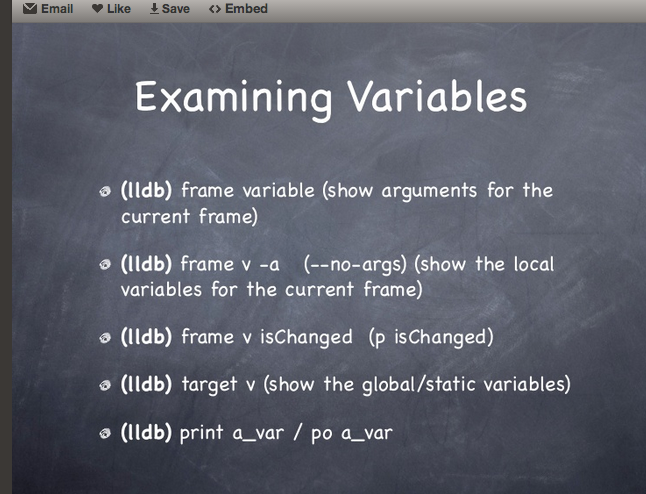 Email Like Save Embed
Examining Variables
(lldb) frame variable (show arguments for the
current frame)
(lldb) frame v -a (--no-args) (show the local
variables for the current frame)
(lldb) frame v isChanged (p isChanged)
(lldb) target v (show the global/static variables)
(lldb) print a_var / po a_var